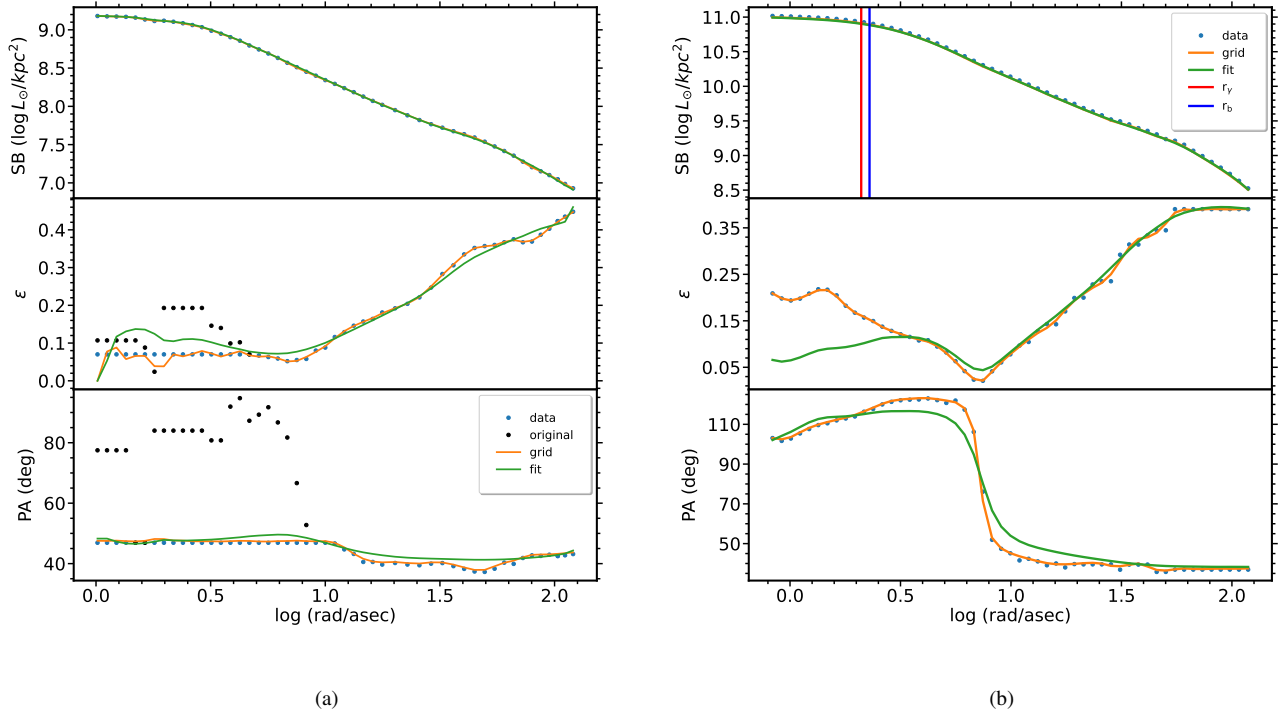 9.0
8.5
8.0
7.5
7.0
SB (log L⊙/kpc²)
0.4
0.3
0.2
0.1
0.0
ε
80
60
40
PA (deg)
data
original
grid
fit
0.0 0.5 1.0 1.5 2.0
log (rad/asec)
(a)
11.0
10.5
10.0
9.5
9.0
8.5
SB (log L⊙/kpc²)
data
grid
fit
rγ
rb
0.35
0.25
0.15
0.05
ε
110
90
70
50
PA (deg)
0.0 0.5 1.0 1.5 2.0
log (rad/asec)
(b)